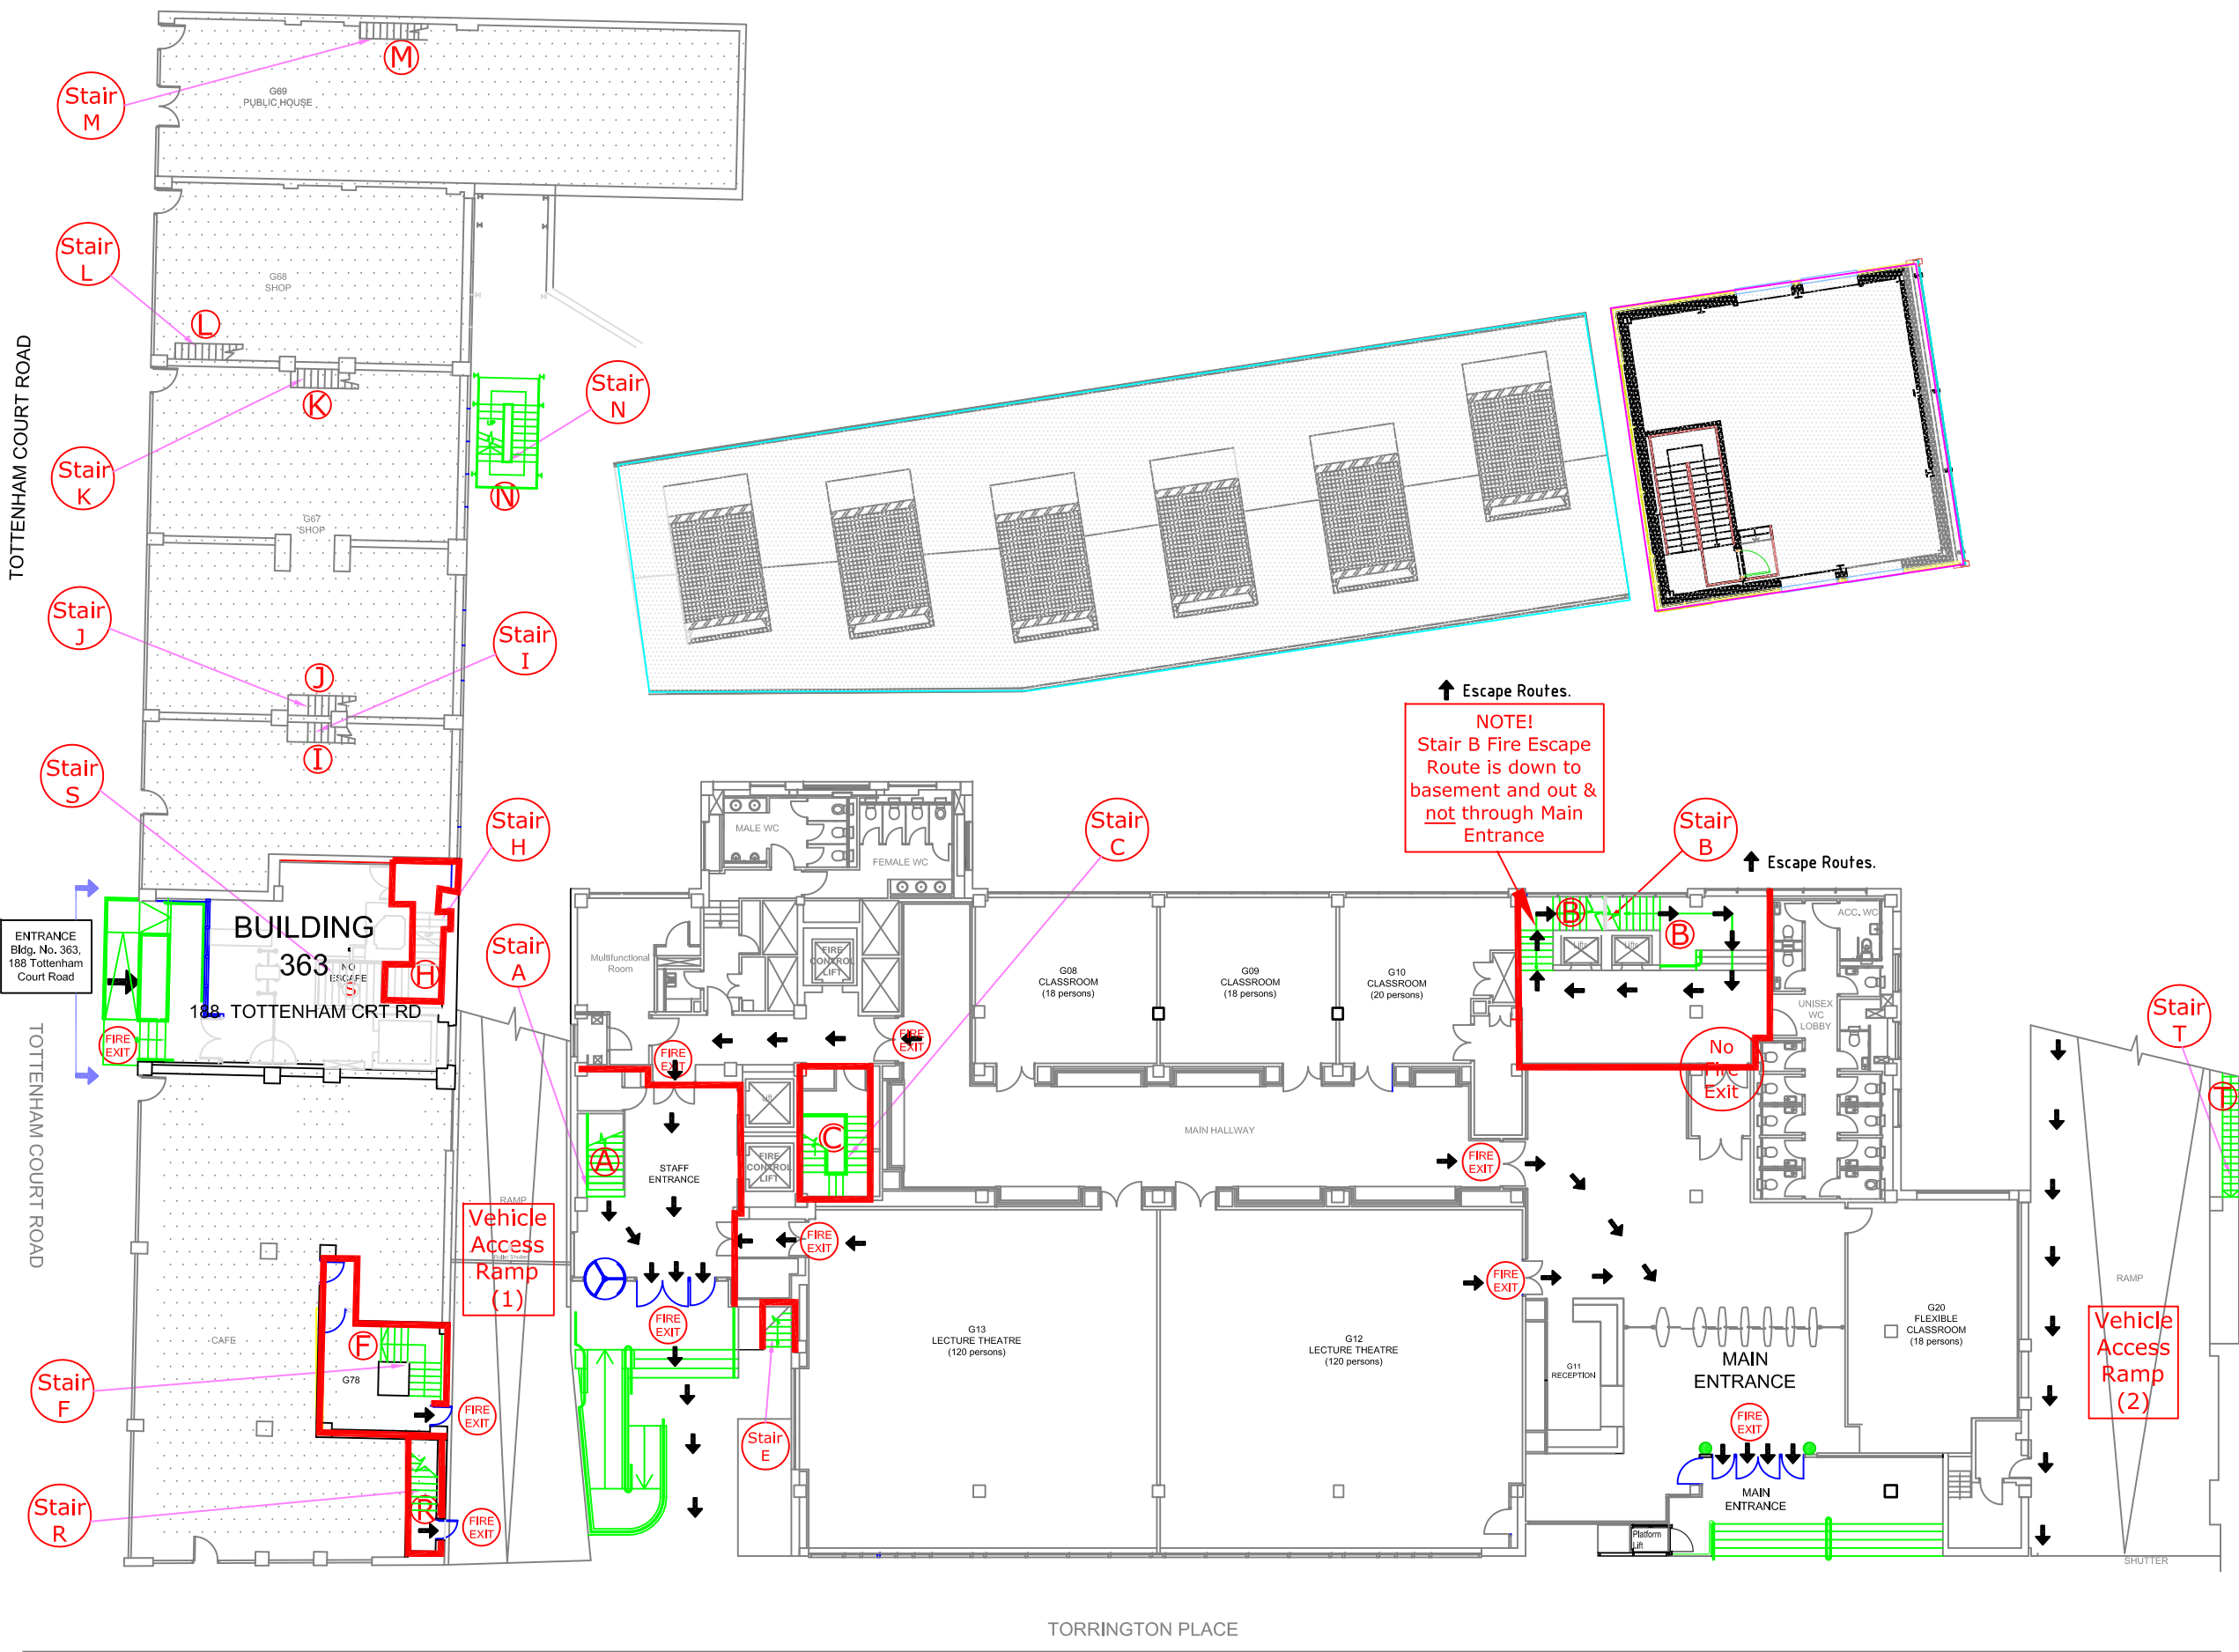 M
Stair
M
G69
PUBLIC HOUSE
Stair
L
G68
SHOP
L
TOTTENHAM COURT ROAD
K
Stair
K
Stair
N
N
G67
SHOP
Stair
J
J
Stair
I
I
Stair
S
Stair
H
ENTRANCE
Bldg. No. 363,
188 Tottenham
Court Road
BUILDING
363
NO
ESCAPE
S
H
188 TOTTENHAM CRT RD
FIRE
EXIT
TOTTENHAM COURT ROAD
CAFE
F
G78
Stair
F
FIRE
EXIT
R
Stair
R
FIRE
EXIT
RAMP
Vehicle
Access
Ramp
(1)
Escape Routes.
NOTE!
Stair B Fire Escape
Route is down to
basement and out &
not through Main
Entrance
Stair
B
Escape Routes.
Stair
C
MALE WC
FEMALE WC
Stair
A
Multifunctional
Room
FIRE
CONTROL
LIFT
FIRE
EXIT
FIRE
EXIT
Lift
FIRE
CONTROL
LIFT
A
C
STAFF
ENTRANCE
FIRE
EXIT
FIRE
EXIT
Stair
E
G08
CLASSROOM
(18 persons)
G09
CLASSROOM
(18 persons)
G10
CLASSROOM
(20 persons)
B
B
Lifts
Lifts
ACC. WC
UNISEX
WC
LOBBY
No
Fire
Exit
MAIN HALLWAY
FIRE
EXIT
FIRE
EXIT
G13
LECTURE THEATRE
(120 persons)
G12
LECTURE THEATRE
(120 persons)
G11
RECEPTION
MAIN
ENTRANCE
FIRE
EXIT
MAIN
ENTRANCE
Platform
Lift
G20
FLEXIBLE
CLASSROOM
(18 persons)
Stair
T
T
RAMP
Vehicle
Access
Ramp
(2)
SHUTTER
TORRINGTON PLACE